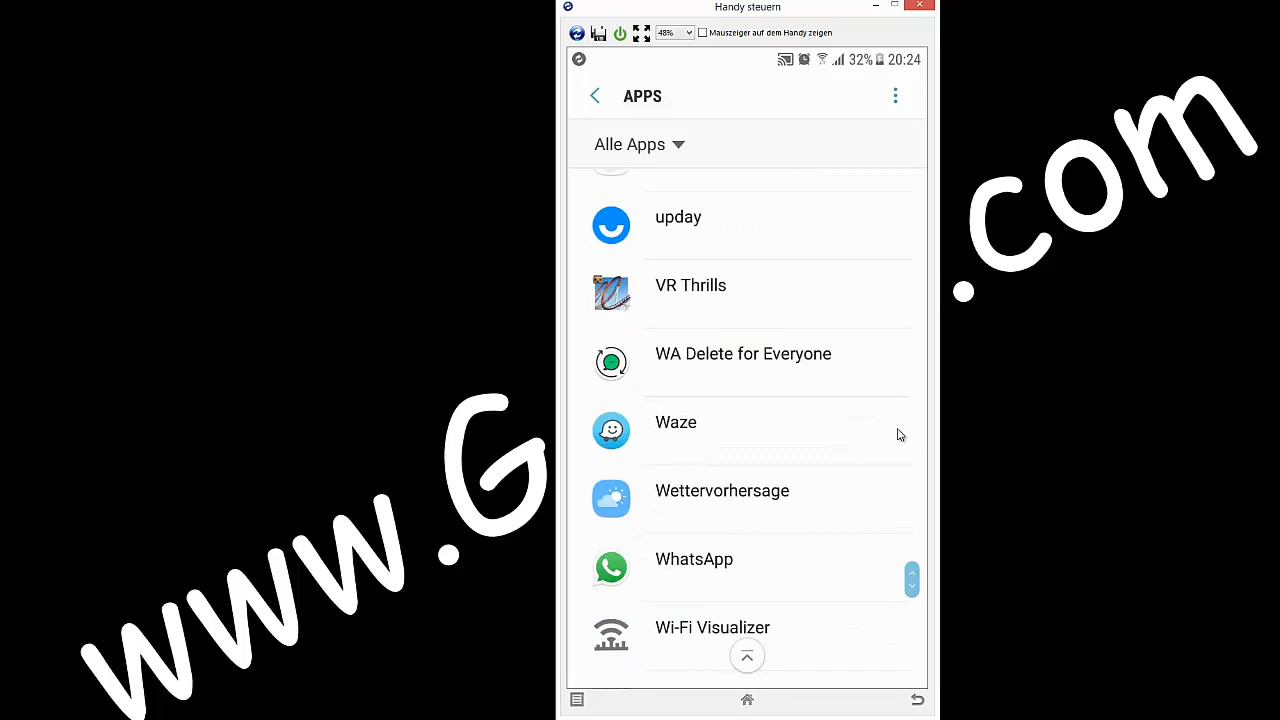 Handy steuern
48% Mauszeiger auf dem Handy zeigen
32% 20:24
APPS
Alle Apps
upday
VR Thrills
WA Delete for Everyone
Waze
Wettervorhersage
WhatsApp
Wi-Fi Visualizer
www.G
.com